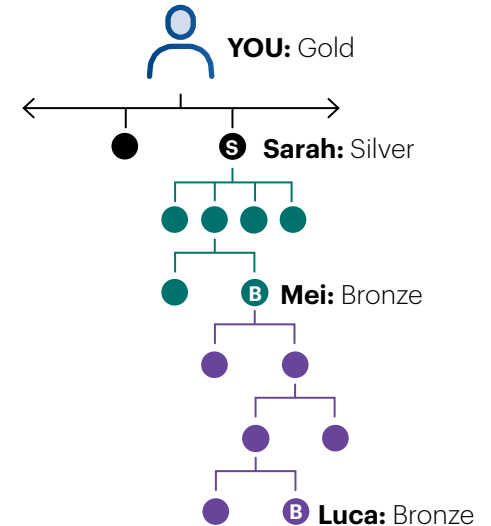 YOU: Gold
S Sarah: Silver
B Mei: Bronze
B Luca: Bronze